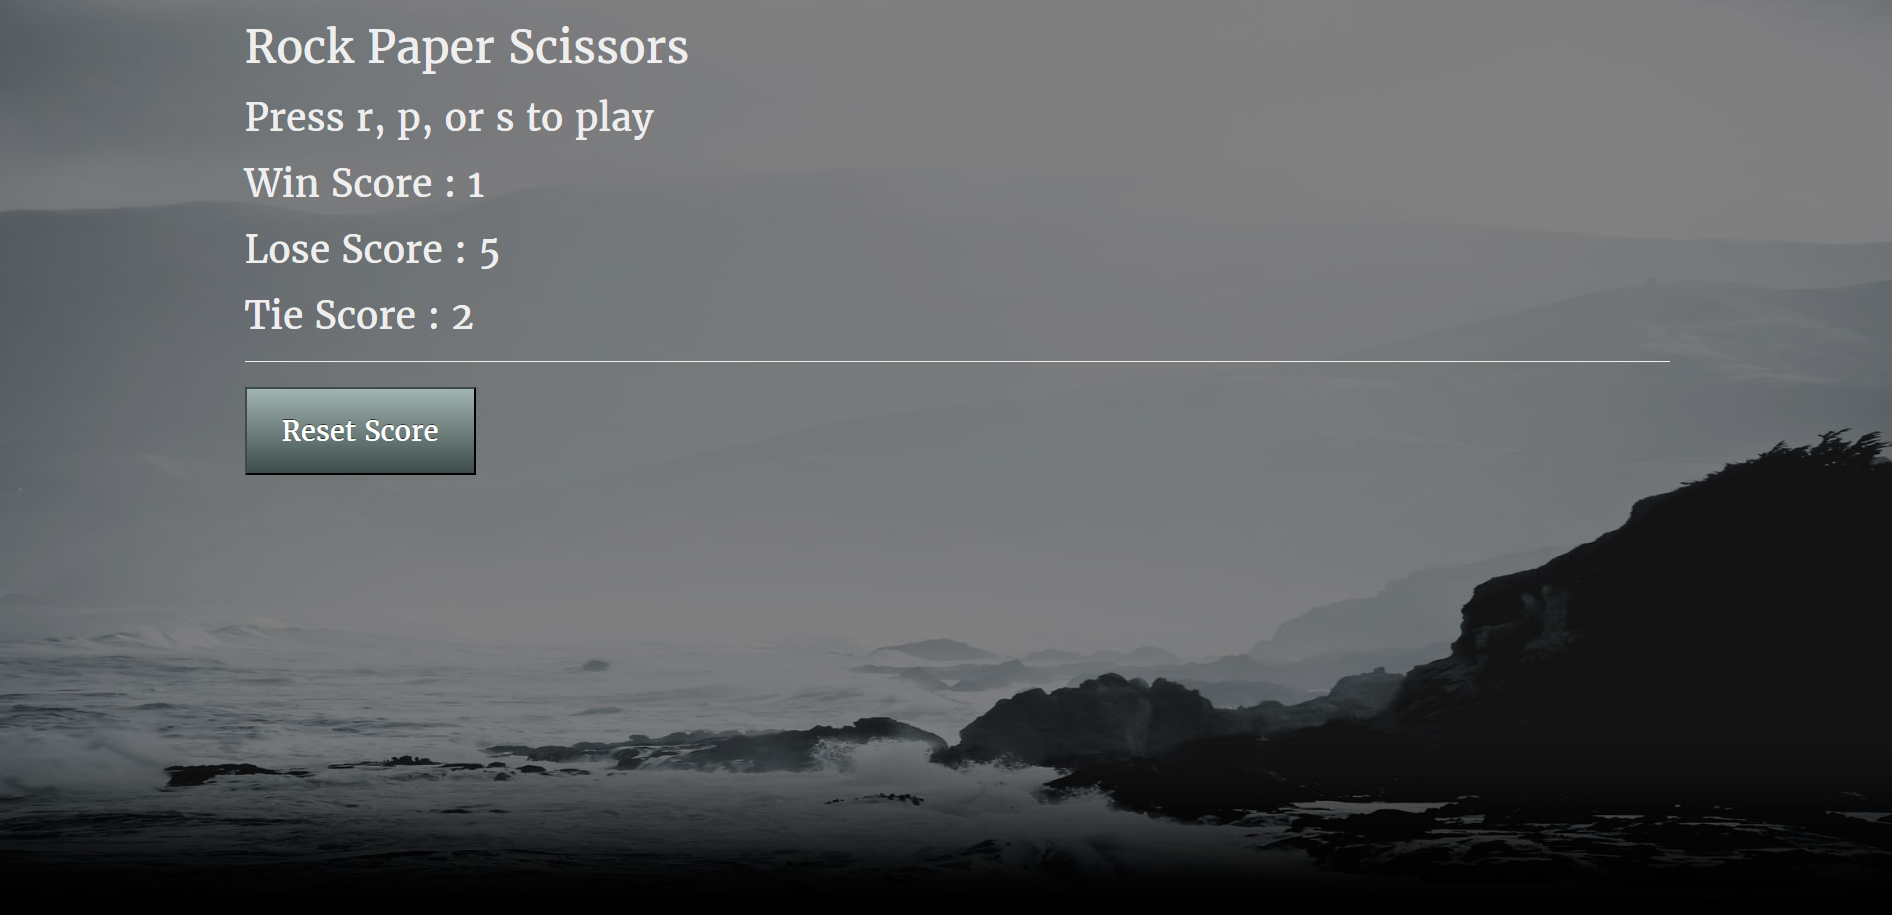 Rock Paper Scissors
Press r, p, or s to play
Win Score : 1
Lose Score : 5
Tie Score : 2
Reset Score